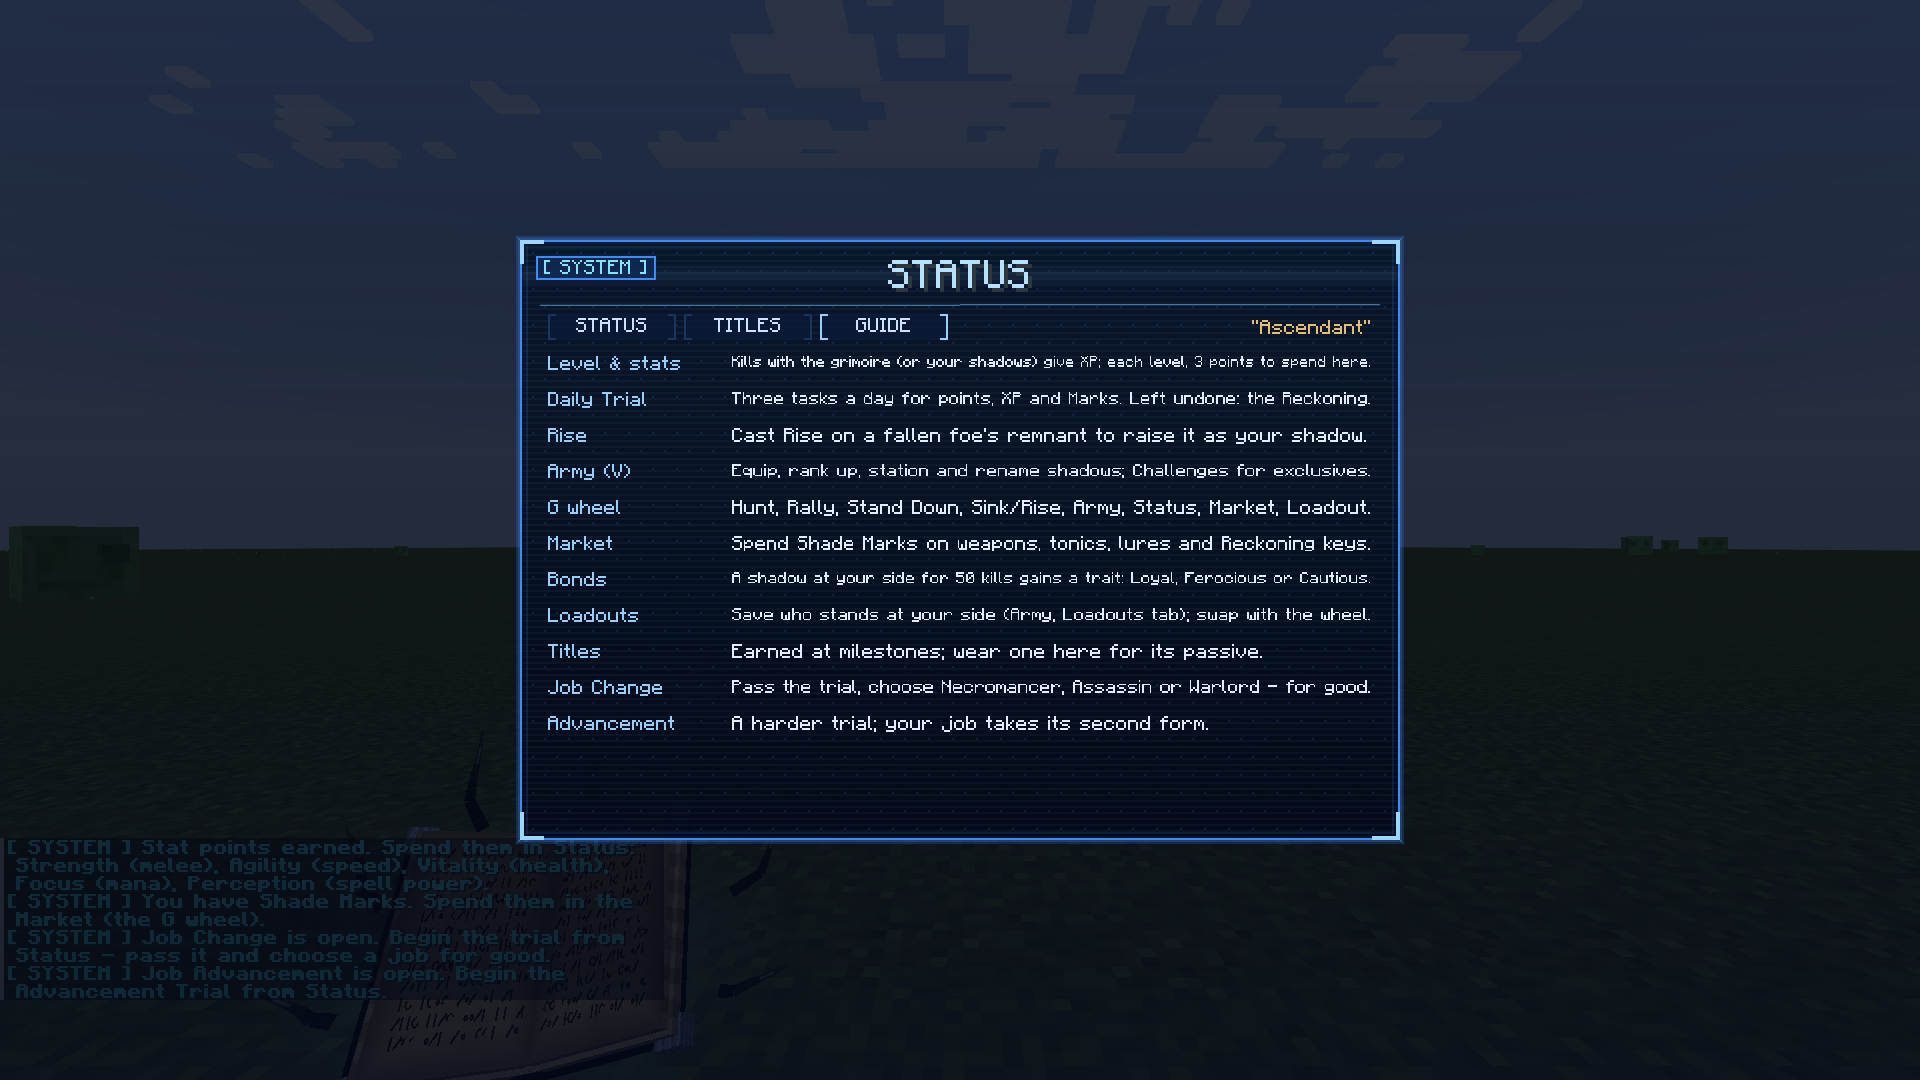 [ SYSTEM ]
STATUS
[ STATUS ] [ TITLES ] [ GUIDE ] "Ascendant"
Level & stats Kills with the grimoire (or your shadows) give XP; each level, 3 points to spend here.
Daily Trial Three tasks a day for points, XP and Marks. Left undone: the Reckoning.
Rise Cast Rise on a fallen foe's remnant to raise it as your shadow.
Army (V) Equip, rank up, station and rename shadows; Challenges for exclusives.
G wheel Hunt, Rally, Stand Down, Sink/Rise, Army, Status, Market, Loadout.
Market Spend Shade Marks on weapons, tonics, lures and Reckoning keys.
Bonds A shadow at your side for 50 kills gains a trait: Loyal, Ferocious or Cautious.
Loadouts Save who stands at your side (Army, Loadouts tab); swap with the wheel.
Titles Earned at milestones; wear one here for its passive.
Job Change Pass the trial, choose Necromancer, Assassin or Warlord - for good.
Advancement A harder trial; your job takes its second form.
[ SYSTEM ] Stat points earned. Spend them in Status:
Strength (melee), Agility (speed), Vitality (health),
Focus (mana), Perception (spell power).
[ SYSTEM ] You have Shade Marks. Spend them in the
Market (the G wheel).
[ SYSTEM ] Job Change is open. Begin the trial from
Status - pass it and choose a job for good.
[ SYSTEM ] Job Advancement is open. Begin the
Advancement Trial from Status.